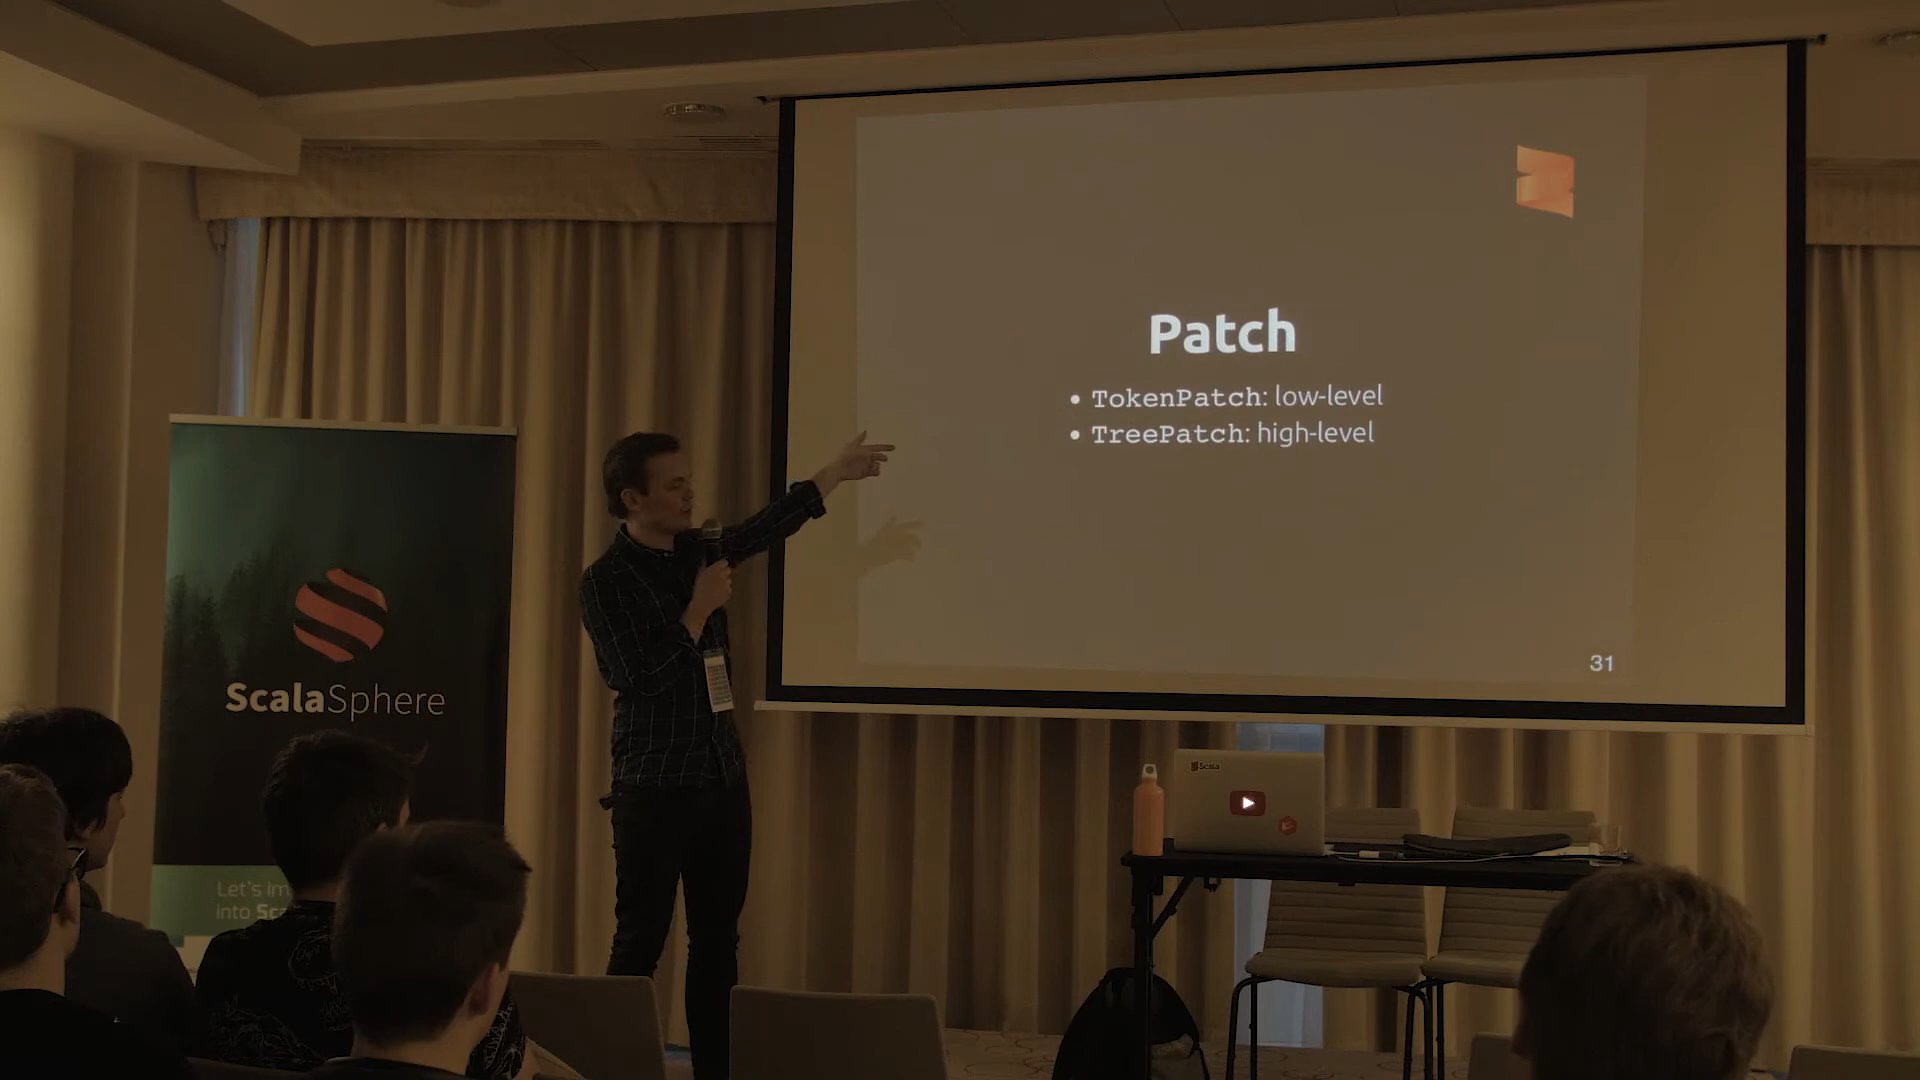 Patch
• TokenPatch: low-level
• TreePatch: high-level
31
ScalaSphere
Let's im
into Sc
Scala